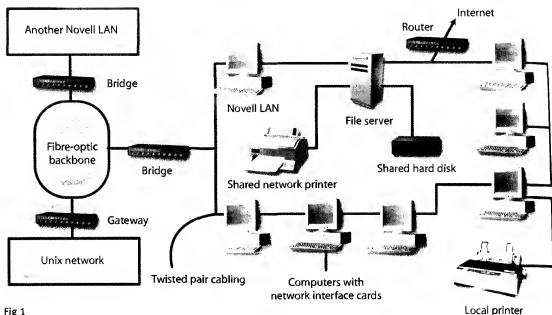 Another Novell LAN
Bridge
Fibre-optic
backbone
Bridge
Gateway
Unix network
Internet
Router
Novell LAN
File server
Shared network printer
Shared hard disk
Twisted pair cabling
Computers with
network interface cards
Local printer
Fig 1